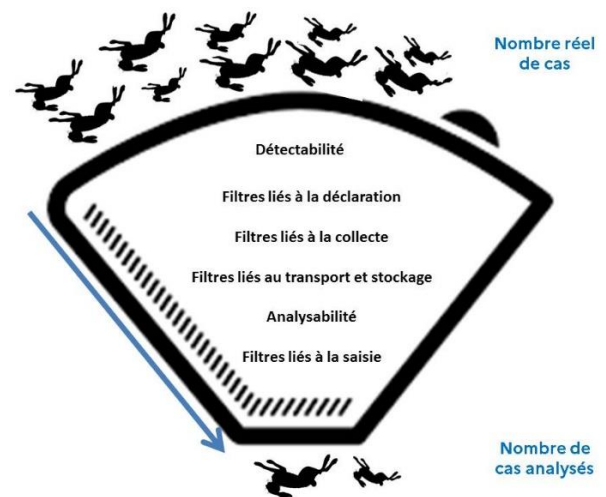 Nombre réel
de cas
Détectabilité
Filtres liés à la déclaration
Filtres liés à la collecte
Filtres liés au transport et stockage
Analysabilité
Filtres liés à la saisie
Nombre de
cas analysés